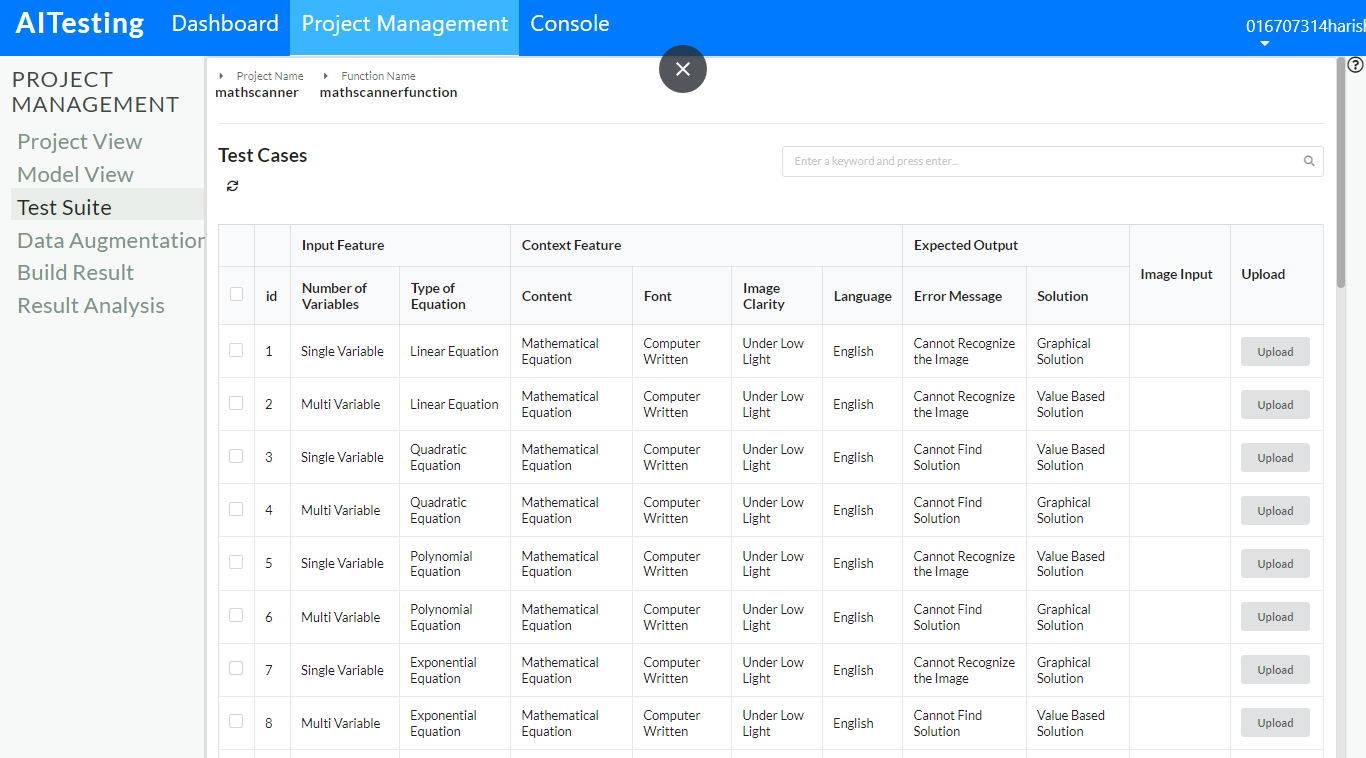 AITesting Dashboard Project Management Console 016707314harish
PROJECT
MANAGEMENT
Project View
Model View
Test Suite
Data Augmentation
Build Result
Result Analysis
Project Name Function Name
mathscanner mathscannerfunction
Test Cases
Enter a keyword and press enter...
Input Feature Context Feature Expected Output Image Input Upload
id Number of Variables Type of Equation Content Font Image Clarity Language Error Message Solution
1 Single Variable Linear Equation Mathematical Equation Computer Written Under Low Light English Cannot Recognize the Image Graphical Solution Upload
2 Multi Variable Linear Equation Mathematical Equation Computer Written Under Low Light English Cannot Recognize the Image Value Based Solution Upload
3 Single Variable Quadratic Equation Mathematical Equation Computer Written Under Low Light English Cannot Find Solution Value Based Solution Upload
4 Multi Variable Quadratic Equation Mathematical Equation Computer Written Under Low Light English Cannot Find Solution Graphical Solution Upload
5 Single Variable Polynomial Equation Mathematical Equation Computer Written Under Low Light English Cannot Recognize the Image Value Based Solution Upload
6 Multi Variable Polynomial Equation Mathematical Equation Computer Written Under Low Light English Cannot Find Solution Graphical Solution Upload
7 Single Variable Exponential Equation Mathematical Equation Computer Written Under Low Light English Cannot Recognize the Image Graphical Solution Upload
8 Multi Variable Exponential Equation Mathematical Equation Computer Written Under Low Light English Cannot Find Solution Value Based Solution Upload